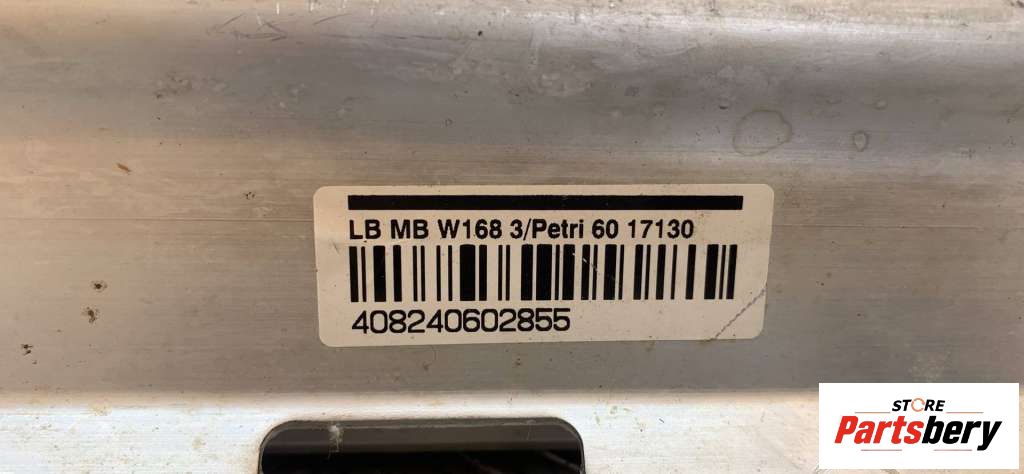 LB MB W168 3/Petri 60 17130
408240602855
STORE
Partsbery